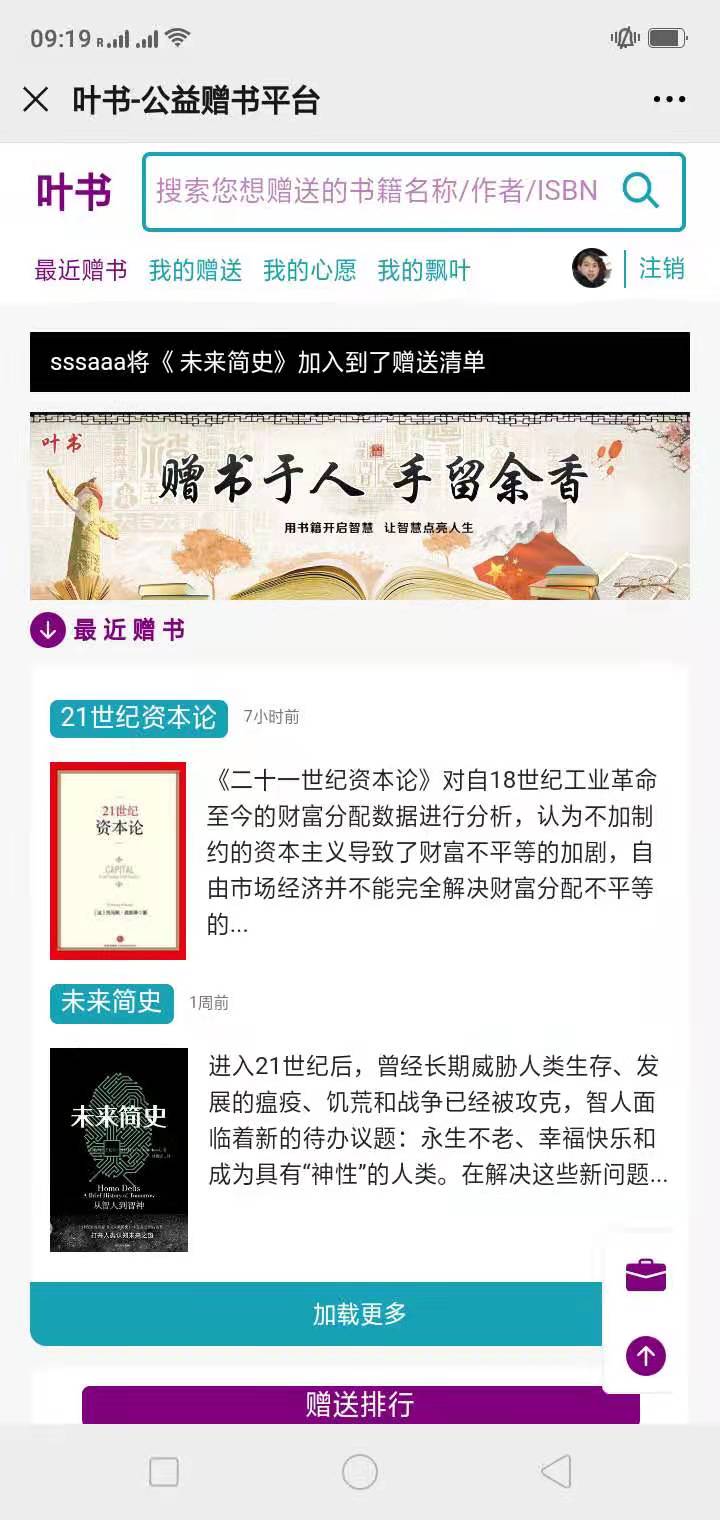 09:19
叶书-公益赠书平台
叶书
搜索您想赠送的书籍名称/作者/ISBN
最近赠书 我的赠送 我的心愿 我的飘叶 注销
sssaaa将《 未来简史》加入到了赠送清单
叶书
赠书于人 手留余香
用书籍开启智慧 让智慧点亮人生
最近赠书
21世纪资本论 7小时前
《二十一世纪资本论》对自18世纪工业革命
至今的财富分配数据进行分析，认为不加制
约的资本主义导致了财富不平等的加剧，自
由市场经济并不能完全解决财富分配不平等
的...
21世纪
资本论
CAPITAL
未来简史 1周前
进入21世纪后，曾经长期威胁人类生存、发
展的瘟疫、饥荒和战争已经被攻克，智人面
临着新的待办议题：永生不老、幸福快乐和
成为具有“神性”的人类。在解决这些新问题...
未来简史
Homo Deus
A Brief History of Tomorrow
从智人到智神
加载更多
赠送排行